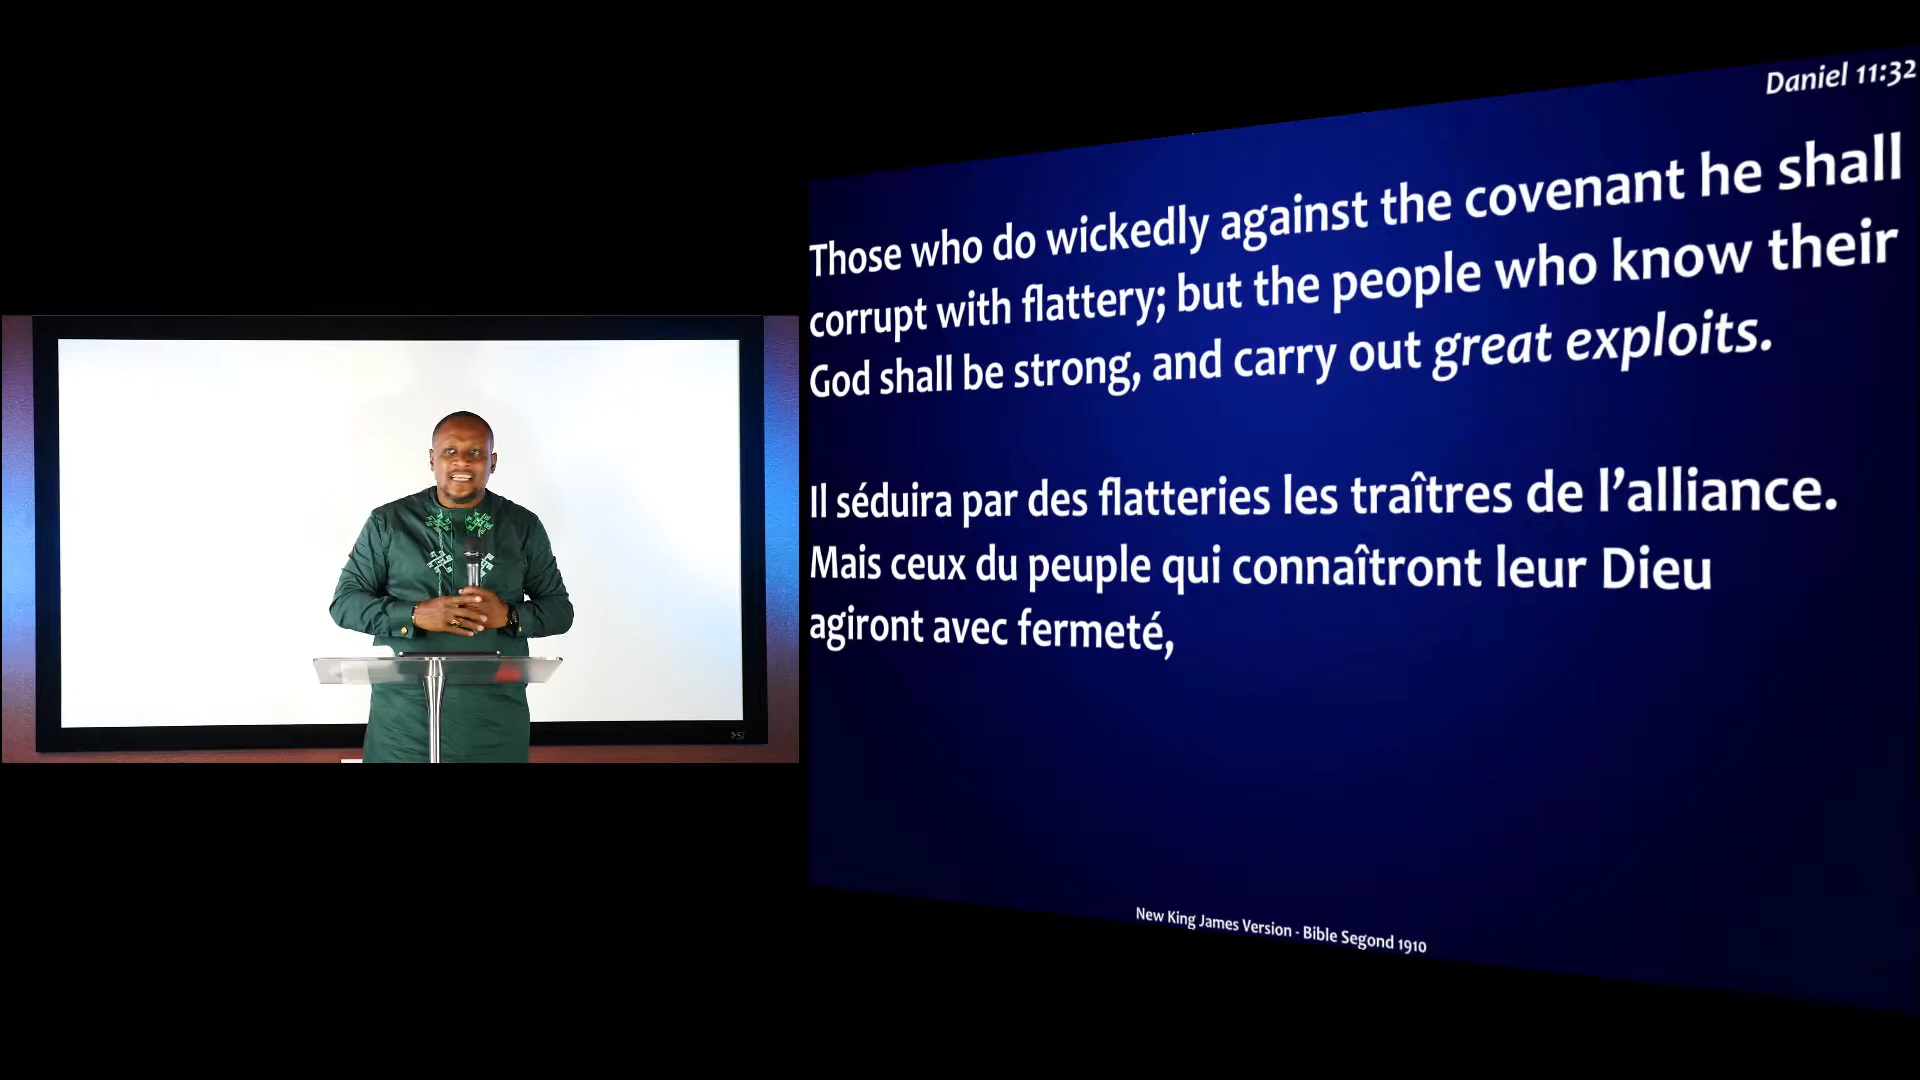 Daniel 11:32
Those who do wickedly against the covenant he shall
corrupt with flattery; but the people who know their
God shall be strong, and carry out great exploits.
Il séduira par des flatteries les traîtres de l’alliance.
Mais ceux du peuple qui connaîtront leur Dieu
agiront avec fermeté,
New King James Version - Bible Segond 1910